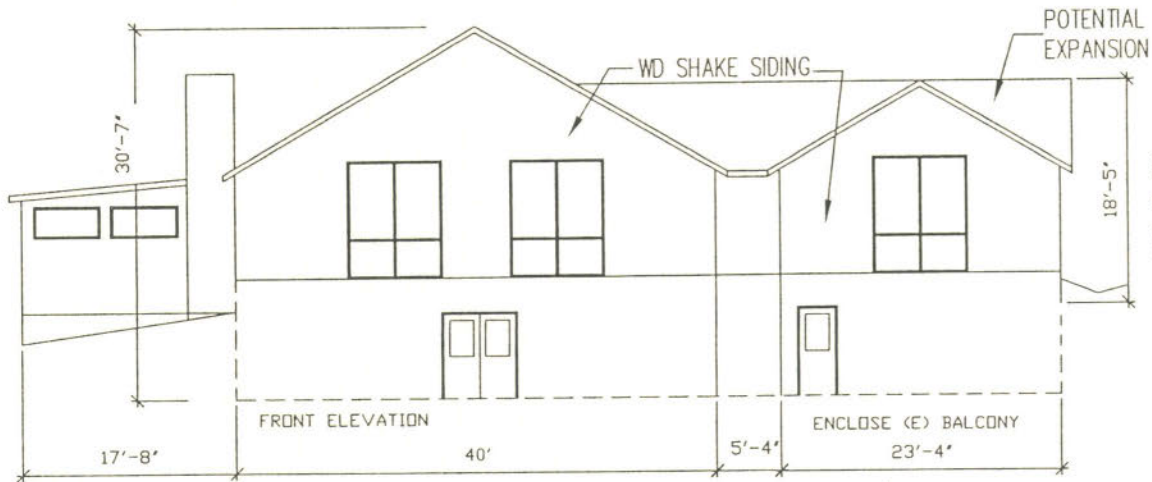 POTENTIAL
EXPANSION
WD SHAKE SIDING
30'-7"
18'-5"
FRONT ELEVATION
ENCLOSE (E) BALCONY
17'-8"
40'
5'-4"
23'-4"